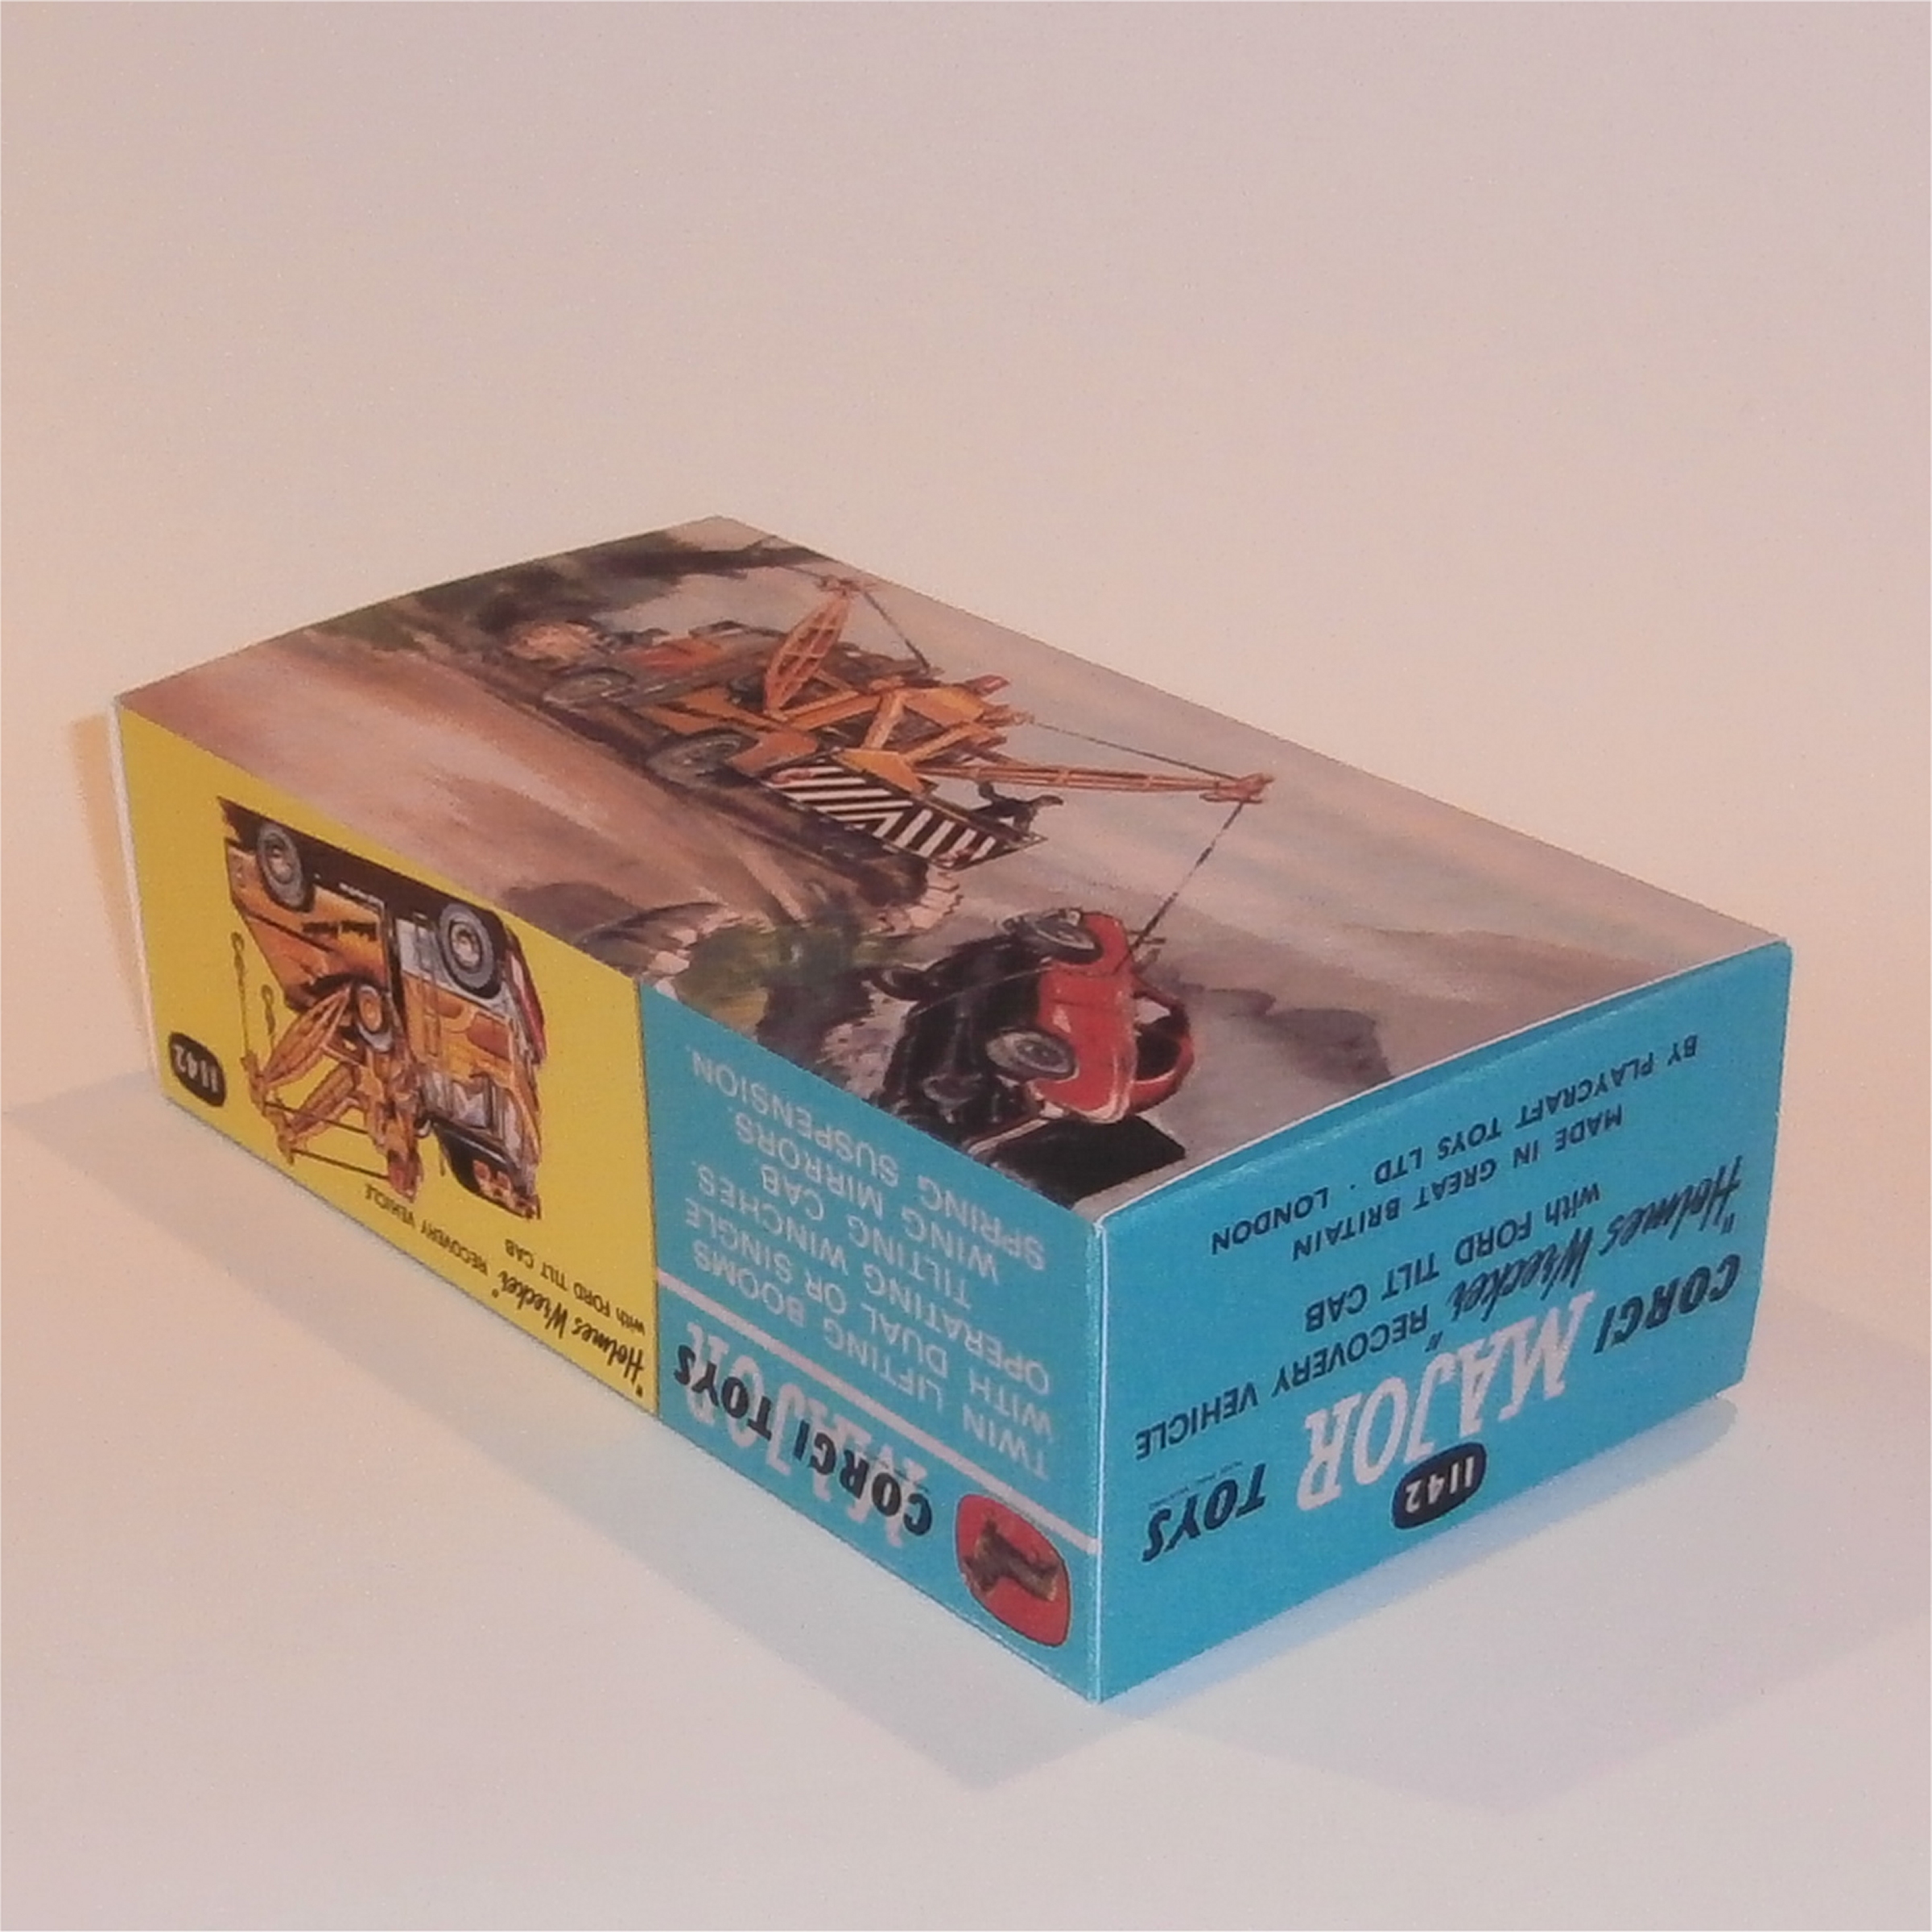 "Holmes Wrecker" RECOVERY VEHICLE
with FORD TILT CAB
1142
CORGI TOYS
MAJOR
TWIN LIFTING BOOMS
WITH DUAL OR SINGLE
OPERATING WINCHES.
TILTING CAB.
WING MIRRORS.
SPRING SUSPENSION.
1142
CORGI MAJOR TOYS
"Holmes Wrecker" RECOVERY VEHICLE
with FORD TILT CAB
MADE IN GREAT BRITAIN
BY PLAYCRAFT TOYS LTD · LONDON